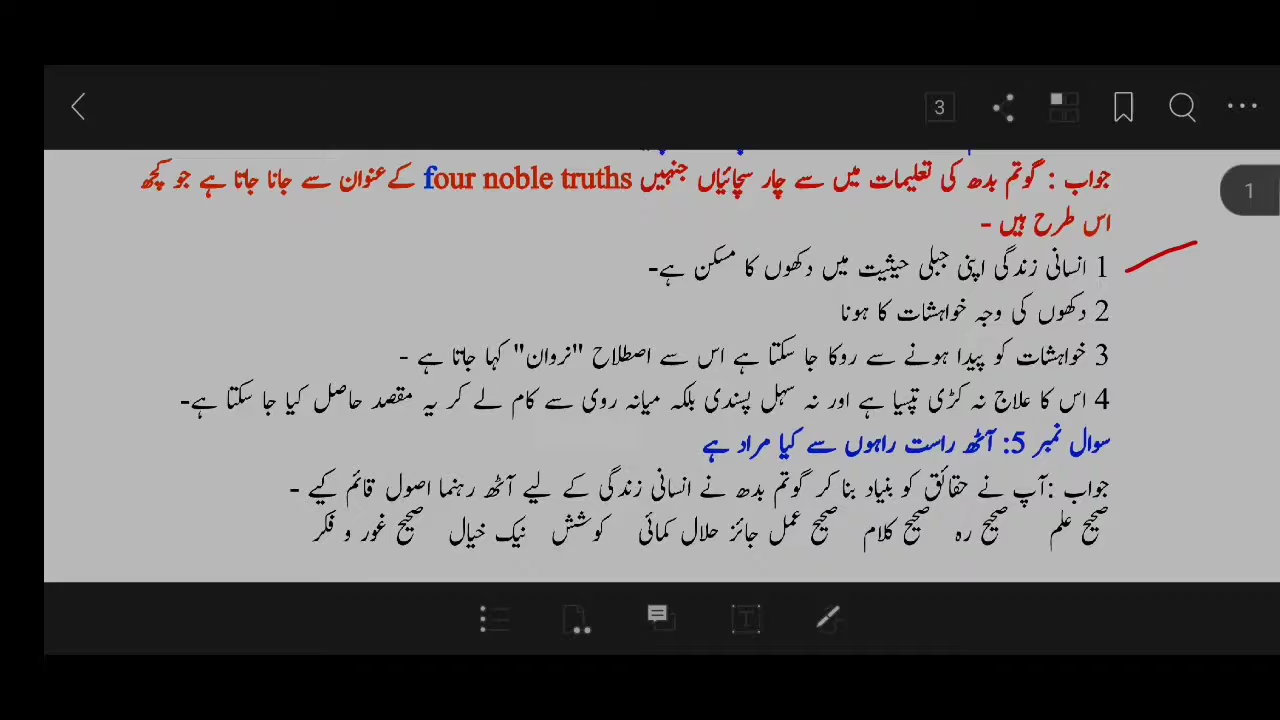 3
1
جواب : گوتم بدھ کی تعلیمات میں سے چار سچائیاں جنہیں four noble truths کے عنوان سے جانا جاتا ہے جو کچھ
اس طرح ہیں -
1 انسانی زندگی اپنی جبلی حیثیت میں دکھوں کا مسکن ہے-
2 دکھوں کی وجہ خواہشات کا ہونا
3 خواہشات کو پیدا ہونے سے روکا جا سکتا ہے اس سے اصطلاح "نروان" کہا جاتا ہے -
4 اس کا علاج نہ کڑی تپسیا ہے اور نہ سہل پسندی بلکہ میانہ روی سے کام لے کر یہ مقصد حاصل کیا جا سکتا ہے-
سوال نمبر 5: آٹھ راست راہوں سے کیا مراد ہے
جواب :آپ نے حقائق کو بنیاد بنا کر گوتم بدھ نے انسانی زندگی کے لیے آٹھ رہنما اصول قائم کیے -
صحیح علم صحیح رہ صحیح کلام صحیح عمل جائز حلال کمائی کوشش نیک خیال صحیح غور و فکر